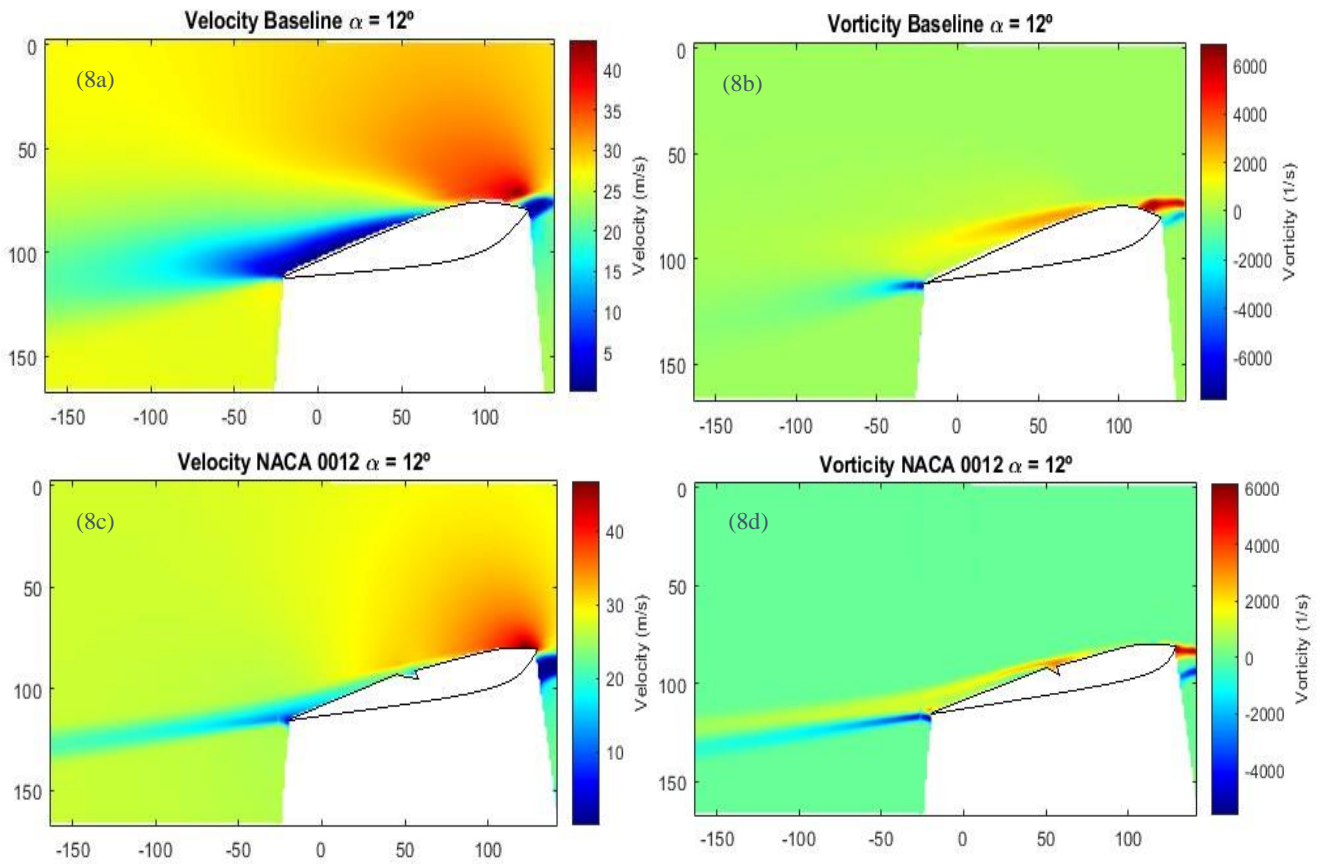 Velocity Baseline α = 12º
(8a)
0
50
100
150
-150 -100 -50 0 50 100
40
35
30
25
20
15
10
5
Velocity (m/s)
Vorticity Baseline α = 12º
(8b)
0
50
100
150
-150 -100 -50 0 50 100
6000
4000
2000
0
-2000
-4000
-6000
Vorticity (1/s)
Velocity NACA 0012 α = 12º
(8c)
0
50
100
150
-150 -100 -50 0 50 100
40
30
20
10
Velocity (m/s)
Vorticity NACA 0012 α = 12º
(8d)
0
50
100
150
-150 -100 -50 0 50 100
6000
4000
2000
0
-2000
-4000
Vorticity (1/s)